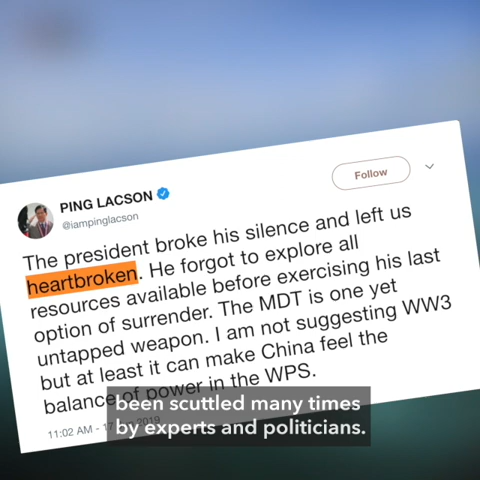 PING LACSON
@iampinglacson
Follow
The president broke his silence and left us
heartbroken. He forgot to explore all
resources available before exercising his last
option of surrender. The MDT is one yet
untapped weapon. I am not suggesting WW3
but at least it can make China feel the
balance of power in the WPS.
11:02 AM - 17 2019
been scuttled many times
by experts and politicians.